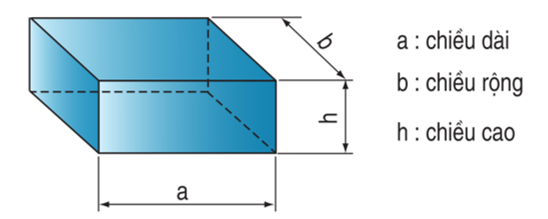 b
a : chiều dài
b : chiều rộng
h
h : chiều cao
a